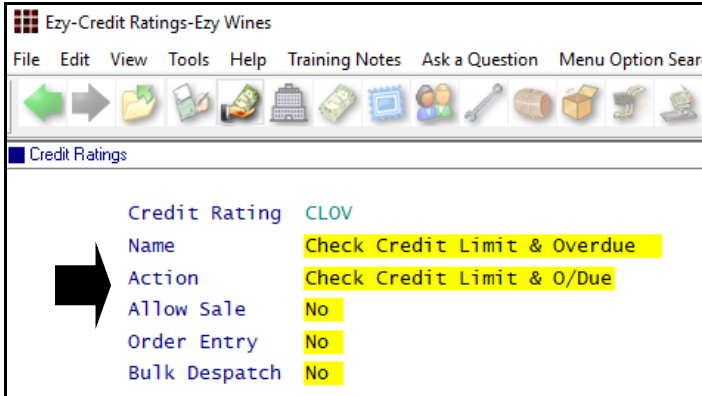 Ezy-Credit Ratings-Ezy Wines
File Edit View Tools Help Training Notes Ask a Question Menu Option Sear
Credit Ratings
Credit Rating CLOV
Name Check Credit Limit & Overdue
Action Check Credit Limit & O/Due
Allow Sale No
Order Entry No
Bulk Despatch No